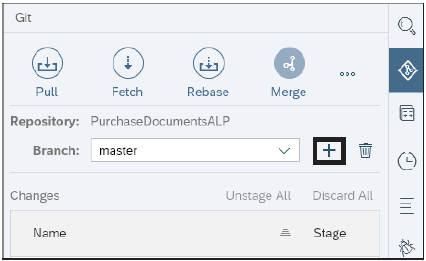 Git
Pull Fetch Rebase Merge
Repository: PurchaseDocumentsALP
Branch: master
Changes Unstage All Discard All
Name Stage